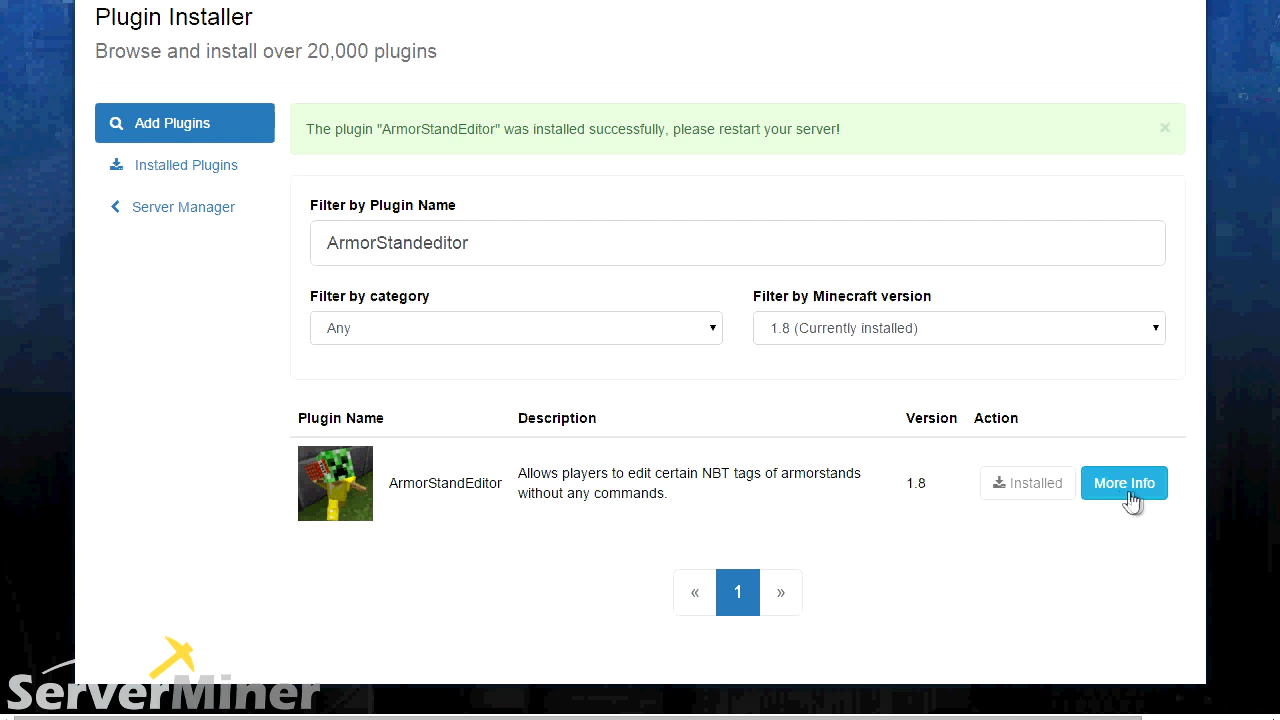 Plugin Installer
Browse and install over 20,000 plugins
Add Plugins
Installed Plugins
Server Manager
The plugin "ArmorStandEditor" was installed successfully, please restart your server!
×
Filter by Plugin Name
ArmorStandeditor
Filter by category
Filter by Minecraft version
Any
1.8 (Currently installed)
Plugin Name Description Version Action
ArmorStandEditor
Allows players to edit certain NBT tags of armorstands
without any commands.
1.8
Installed
More Info
« 1 »
ServerMiner